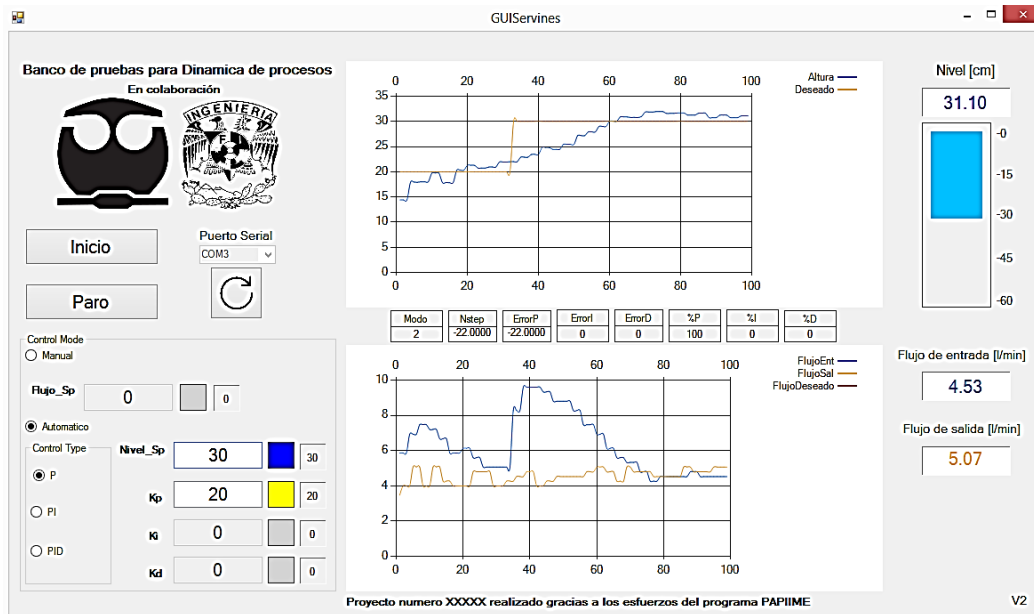 GUIServines
Banco de pruebas para Dinamica de procesos
En colaboración
INGENIERIA
Inicio
Puerto Serial
COM3
Paro
Control Mode
Manual
Flujo_Sp
0
0
Automatico
Control Type
P
PI
PID
Nivel_Sp
30
30
Kp
20
20
Ki
0
0
Kd
0
0
0 20 40 60 80 100
Altura
Deseado
35
30
25
20
15
10
5
0
0 20 40 60 80 100
Modo Nstep ErrorP ErrorI ErrorD %P %I %D
2 -22.0000 -22.0000 0 0 100 0 0
FlujoEnt
FlujoSal
FlujoDeseado
10
8
6
4
2
0
0 20 40 60 80 100
Proyecto numero XXXXX realizado gracias a los esfuerzos del programa PAPIIME
Nivel [cm]
31.10
-0
-15
-30
-45
-60
Flujo de entrada [l/min]
4.53
Flujo de salida [l/min]
5.07
V2